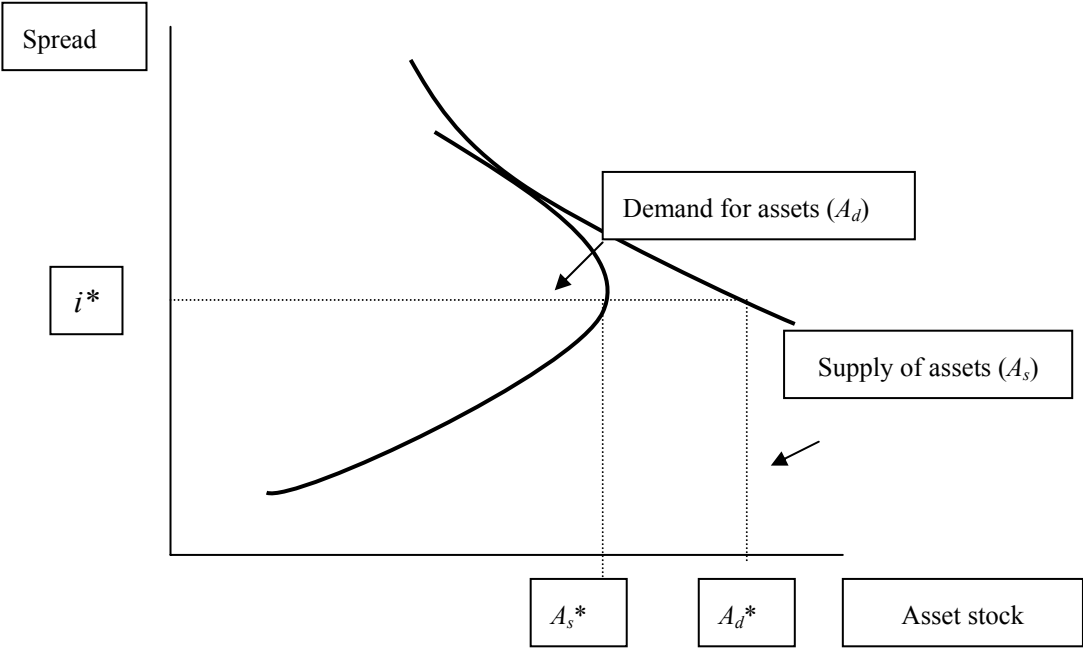 Spread
Demand for assets (A_d)
i*
Supply of assets (A_s)
A_s*
A_d*
Asset stock